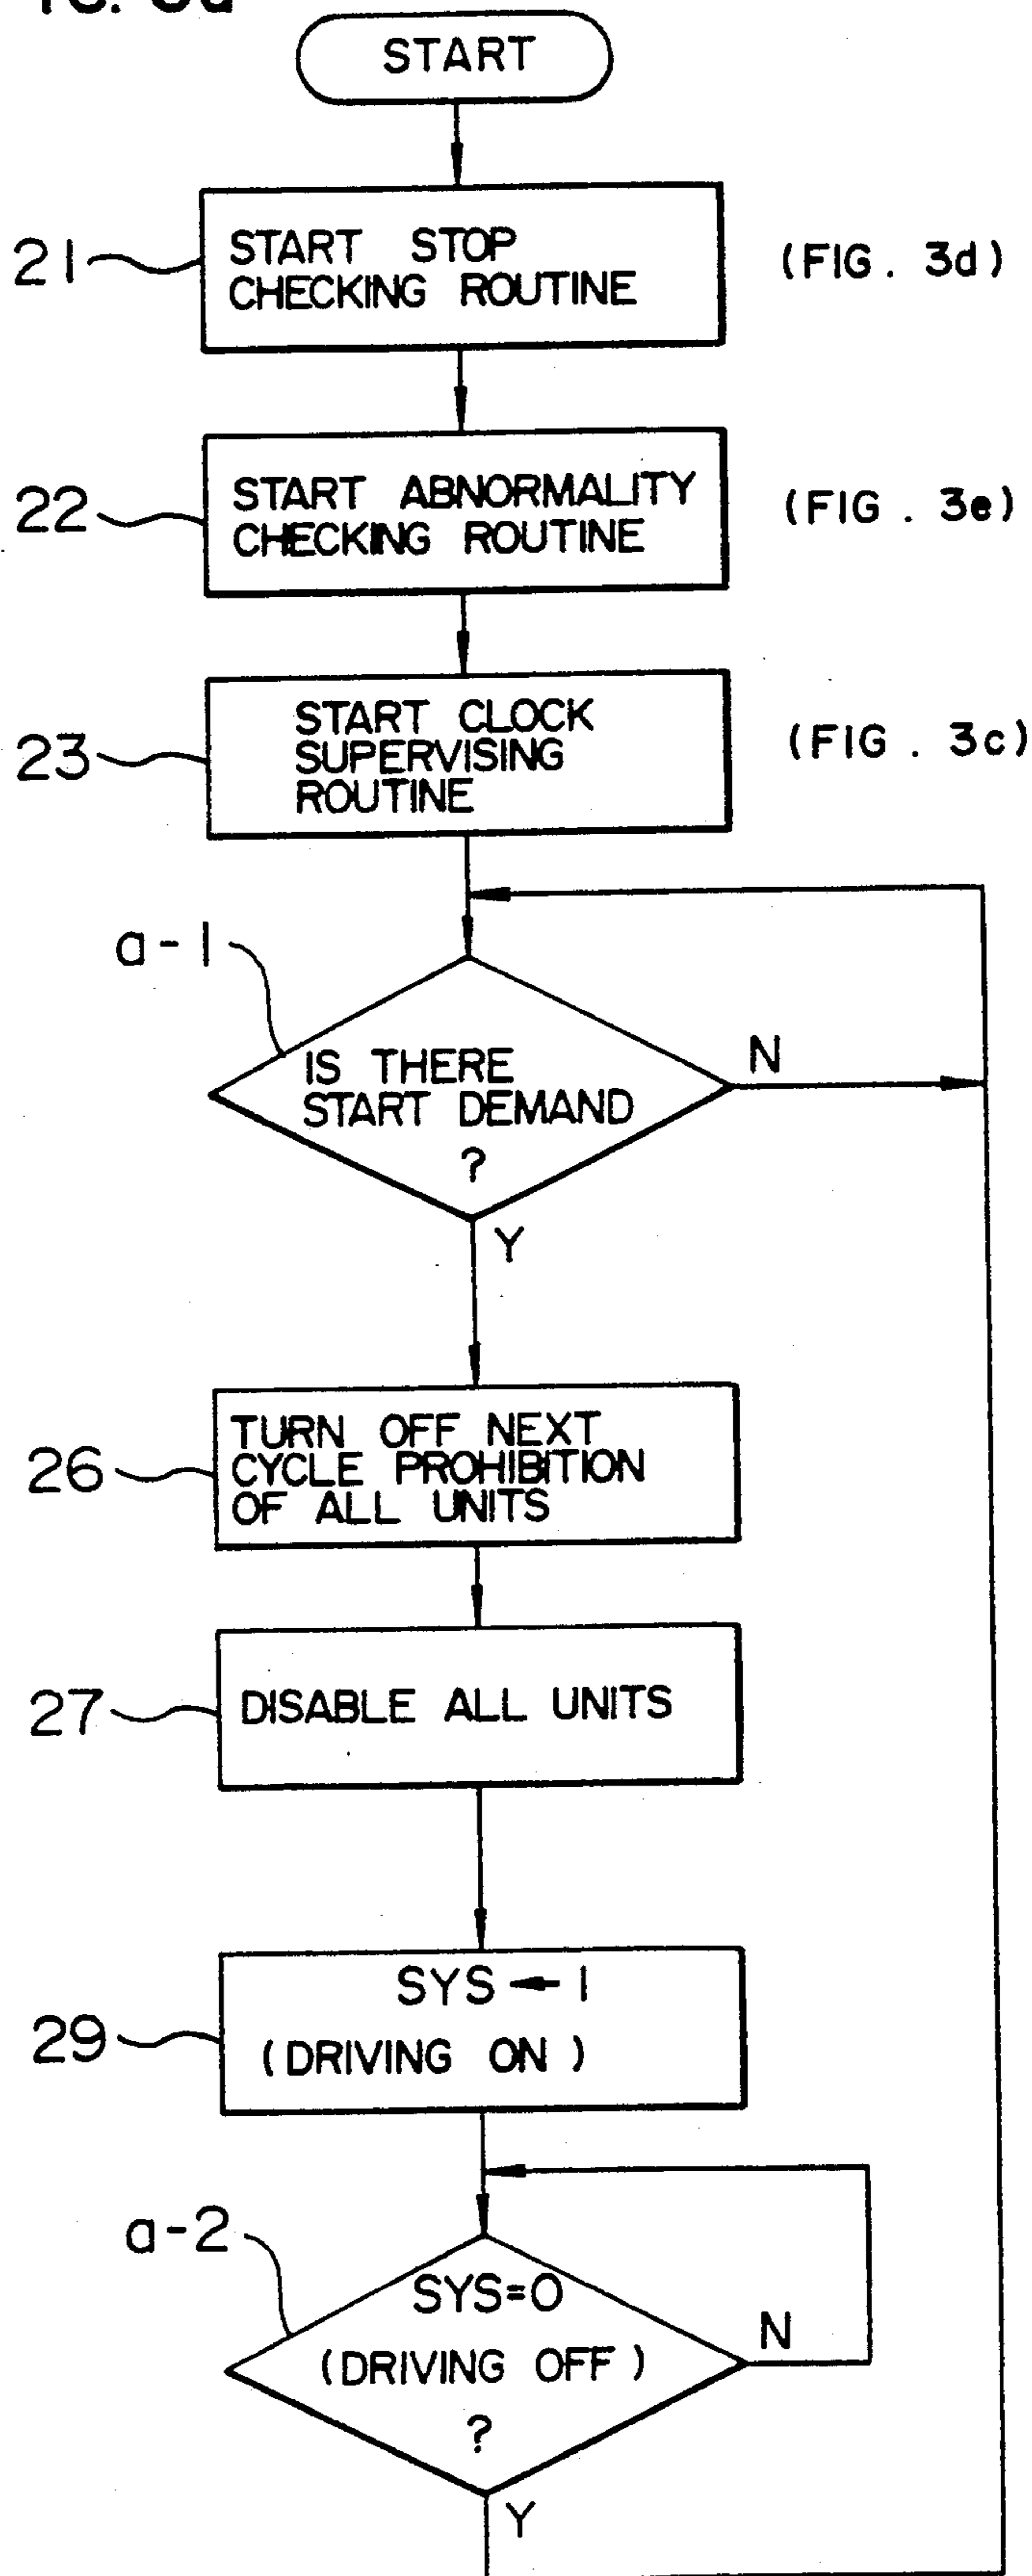 START
21
START STOP
CHECKING ROUTINE
(FIG. 3d)
22
START ABNORMALITY
CHECKING ROUTINE
(FIG. 3e)
23
START CLOCK
SUPERVISING
ROUTINE
(FIG. 3c)
a-1
IS THERE
START DEMAND
?
N
Y
26
TURN OFF NEXT
CYCLE PROHIBITION
OF ALL UNITS
27
DISABLE ALL UNITS
29
SYS ← 1
(DRIVING ON)
a-2
SYS=0
(DRIVING OFF)
?
N
Y